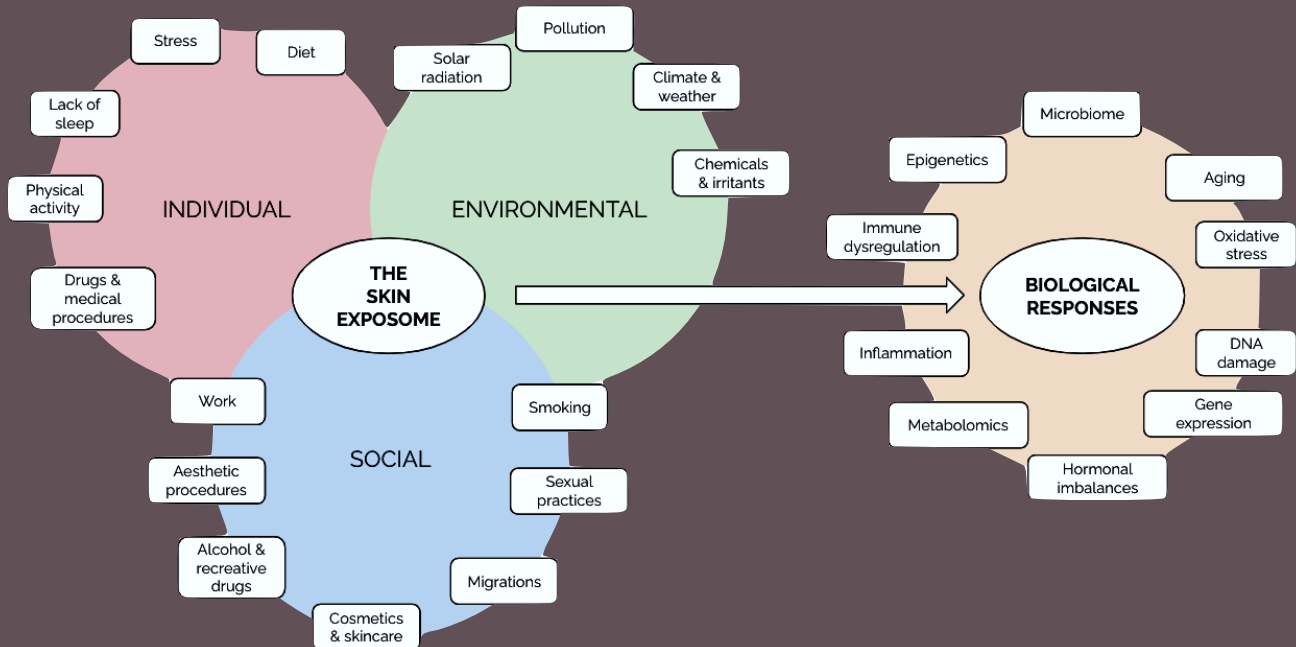 Stress
Diet
Lack of
sleep
Physical
activity
Drugs &
medical
procedures
INDIVIDUAL
Solar
radiation
Pollution
Climate &
weather
Chemicals
& irritants
ENVIRONMENTAL
THE
SKIN
EXPOSOME
Work
Aesthetic
procedures
Alcohol &
recreative
drugs
Cosmetics
& skincare
Migrations
Sexual
practices
Smoking
SOCIAL
Microbiome
Epigenetics
Aging
Immune
dysregulation
Oxidative
stress
BIOLOGICAL
RESPONSES
Inflammation
DNA
damage
Metabolomics
Gene
expression
Hormonal
imbalances